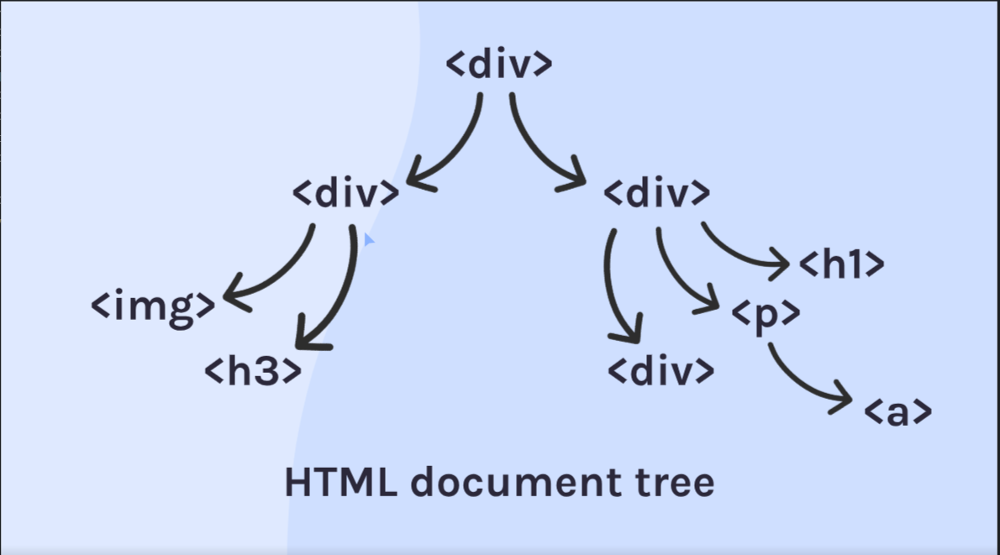 <div>
<div> <div>
<h1>
<img> <p>
<h3> <div>
<a>
HTML document tree